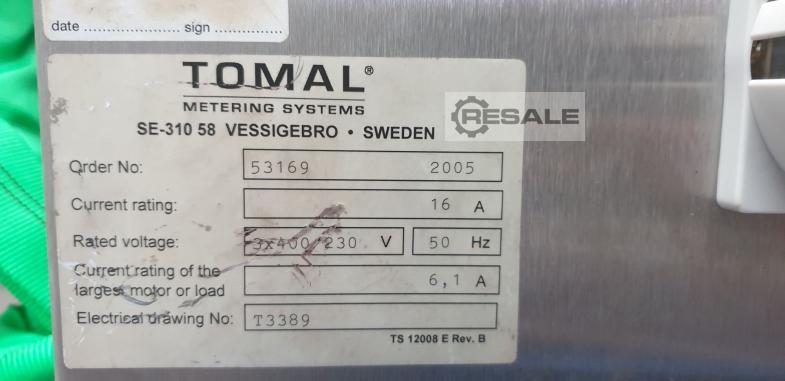 date ........................ sign .................
TOMAL®
METERING SYSTEMS
SE-310 58 VESSIGEBRO • SWEDEN
RESALE
Order No: 53169 2005
Current rating: 16 A
Rated voltage: 3x400/230 V 50 Hz
Current rating of the
largest motor or load 6,1 A
Electrical drawing No: T3389
TS 12008 E Rev. B